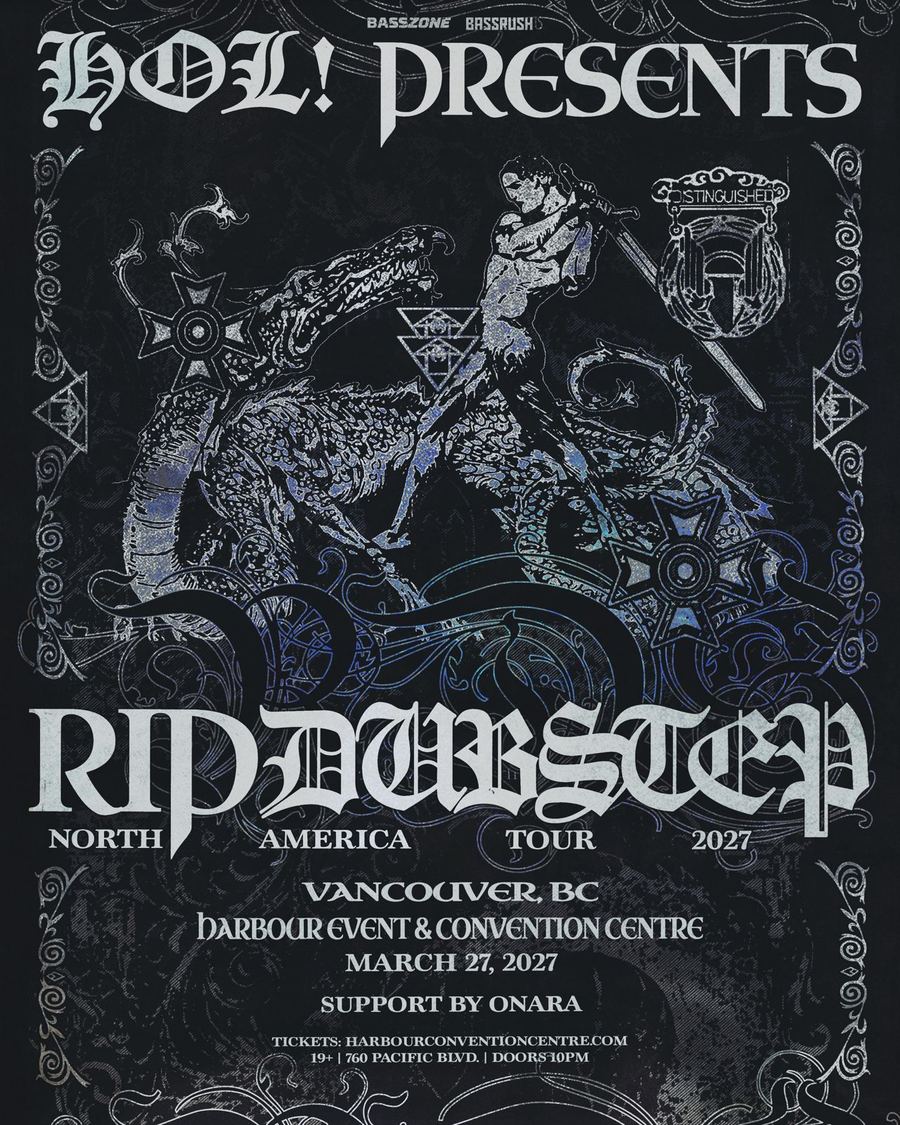 BASSZONE BASSRUSH
HOL! PRESENTS
DISTINGUISHED
RIP DUBSTEP
NORTH AMERICA TOUR 2027
VANCOUVER, BC
HARBOUR EVENT & CONVENTION CENTRE
MARCH 27, 2027
SUPPORT BY ONARA
TICKETS: HARBOURCONVENTIONCENTRE.COM
19+ | 760 PACIFIC BLVD. | DOORS 10PM